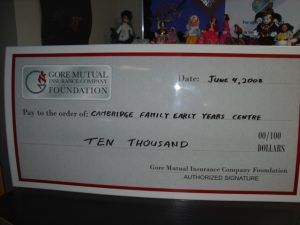 GORE MUTUAL
INSURANCE COMPANY
FOUNDATION
Date: JUNE 4, 2008
Pay to the order of: CAMBRIDGE FAMILY EARLY YEARS CENTRE
TEN THOUSAND 00/100
DOLLARS
Gore Mutual Insurance Company Foundation
AUTHORIZED SIGNATURE